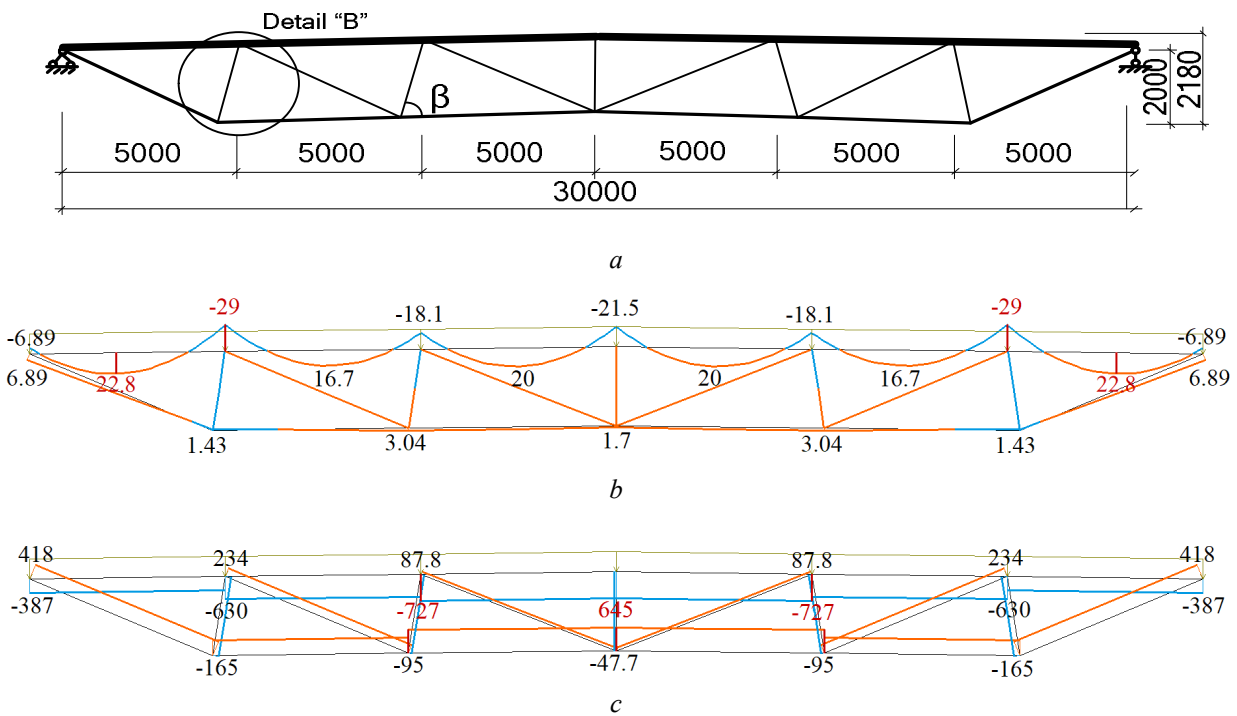 Detail “B”
β
2000
2180
5000 5000 5000 5000 5000 5000
30000
a
-29 -18.1 -21.5 -18.1 -29
-6.89 -6.89
6.89 22.8 16.7 20 20 16.7 22.8 6.89
1.43 3.04 1.7 3.04 1.43
b
418 234 87.8 87.8 234 418
-387 -630 -727 645 -727 -630 -387
-165 -95 -47.7 -95 -165
c